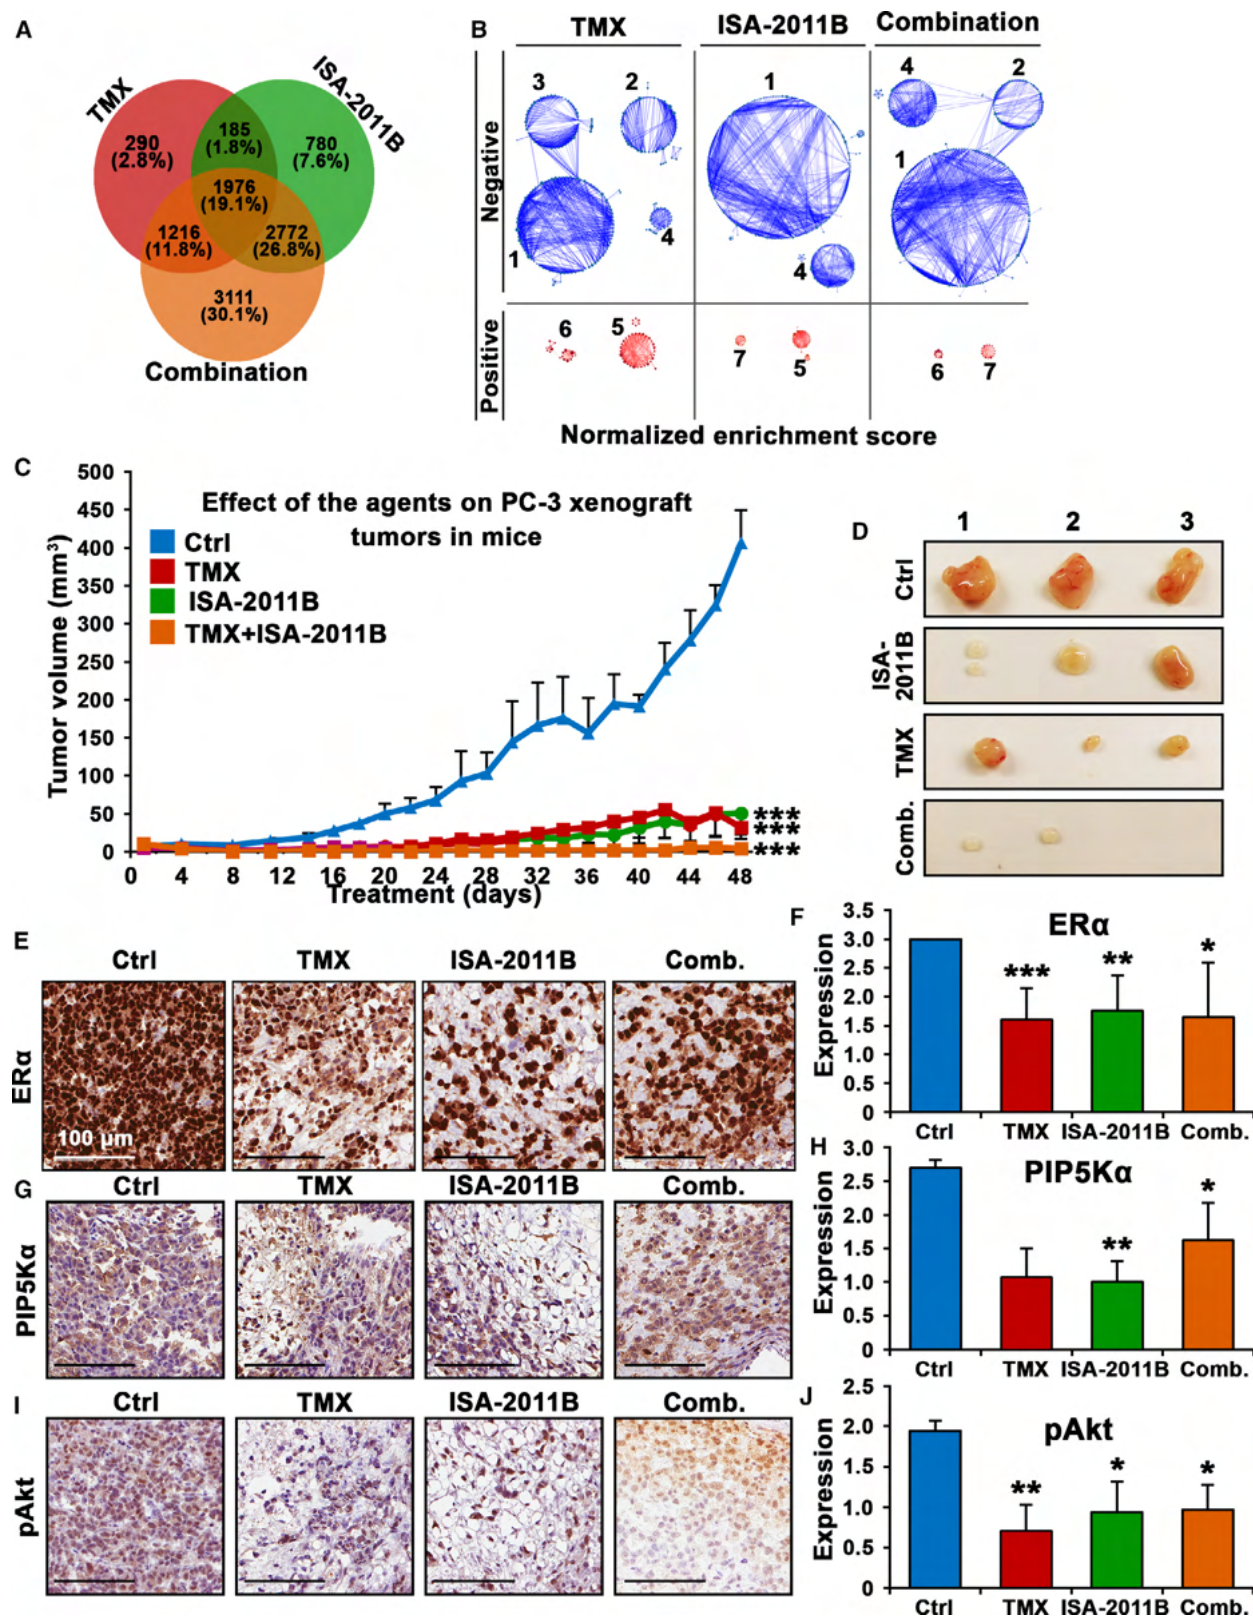 A
TMX
ISA-2011B
290
(2.8%)
185
(1.8%)
780
(7.6%)
1976
(19.1%)
1216
(11.8%)
2772
(26.8%)
3111
(30.1%)
Combination
B
TMX
ISA-2011B
Combination
Negative
3
2
1
4
1
4
4
2
1
Positive
6
5
7
5
6
7
Normalized enrichment score
C
Effect of the agents on PC-3 xenograft
tumors in mice
Ctrl
TMX
ISA-2011B
TMX+ISA-2011B
Tumor volume (mm³)
500
450
400
350
300
250
200
150
100
50
0
***
***
***
0 4 8 12 16 20 24 28 32 36 40 44 48
Treatment (days)
D
1 2 3
Ctrl
ISA-
2011B
TMX
Comb.
E
Ctrl TMX ISA-2011B Comb.
ERα
100 μm
F
ERα
Expression
3.5
3.0
2.5
2.0
1.5
1.0
0.5
0
*** ** *
Ctrl TMX ISA-2011B Comb.
G
Ctrl TMX ISA-2011B Comb.
PIP5Kα
H
PIP5Kα
Expression
3.0
2.5
2.0
1.5
1.0
0.5
0
** *
Ctrl TMX ISA-2011B Comb.
I
Ctrl TMX ISA-2011B Comb.
pAkt
J
pAkt
Expression
2.5
2.0
1.5
1.0
0.5
0
** * *
Ctrl TMX ISA-2011B Comb.